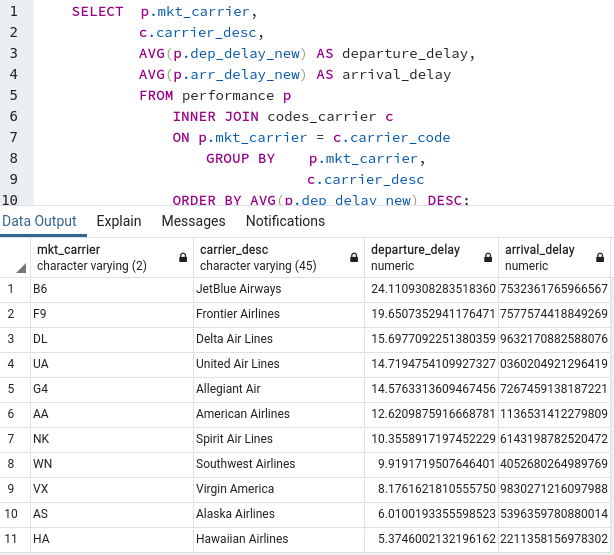 1 SELECT p.mkt_carrier,
2 c.carrier_desc,
3 AVG(p.dep_delay_new) AS departure_delay,
4 AVG(p.arr_delay_new) AS arrival_delay
5 FROM performance p
6 INNER JOIN codes_carrier c
7 ON p.mkt_carrier = c.carrier_code
8 GROUP BY p.mkt_carrier,
9 c.carrier_desc
10 ORDER BY AVG(p.dep_delay_new) DESC;
Data Output Explain Messages Notifications
mkt_carrier carrier_desc departure_delay arrival_delay
character varying (2) character varying (45) numeric numeric
1 B6 JetBlue Airways 24.1109308283518360 7532361765966567
2 F9 Frontier Airlines 19.6507352941176471 7577574418849269
3 DL Delta Air Lines 15.6977092251380359 9632170882588076
4 UA United Air Lines 14.7194754109927327 0360204921296419
5 G4 Allegiant Air 14.5763313609467456 7267459138187221
6 AA American Airlines 12.6209875916668781 1136531412279809
7 NK Spirit Air Lines 10.3558917197452229 6143198782520472
8 WN Southwest Airlines 9.9191719507646401 4052680264989769
9 VX Virgin America 8.1761621810555750 9830271216097988
10 AS Alaska Airlines 6.0100193355598523 5396359780880014
11 HA Hawaiian Airlines 5.3746002132196162 2211358156978302